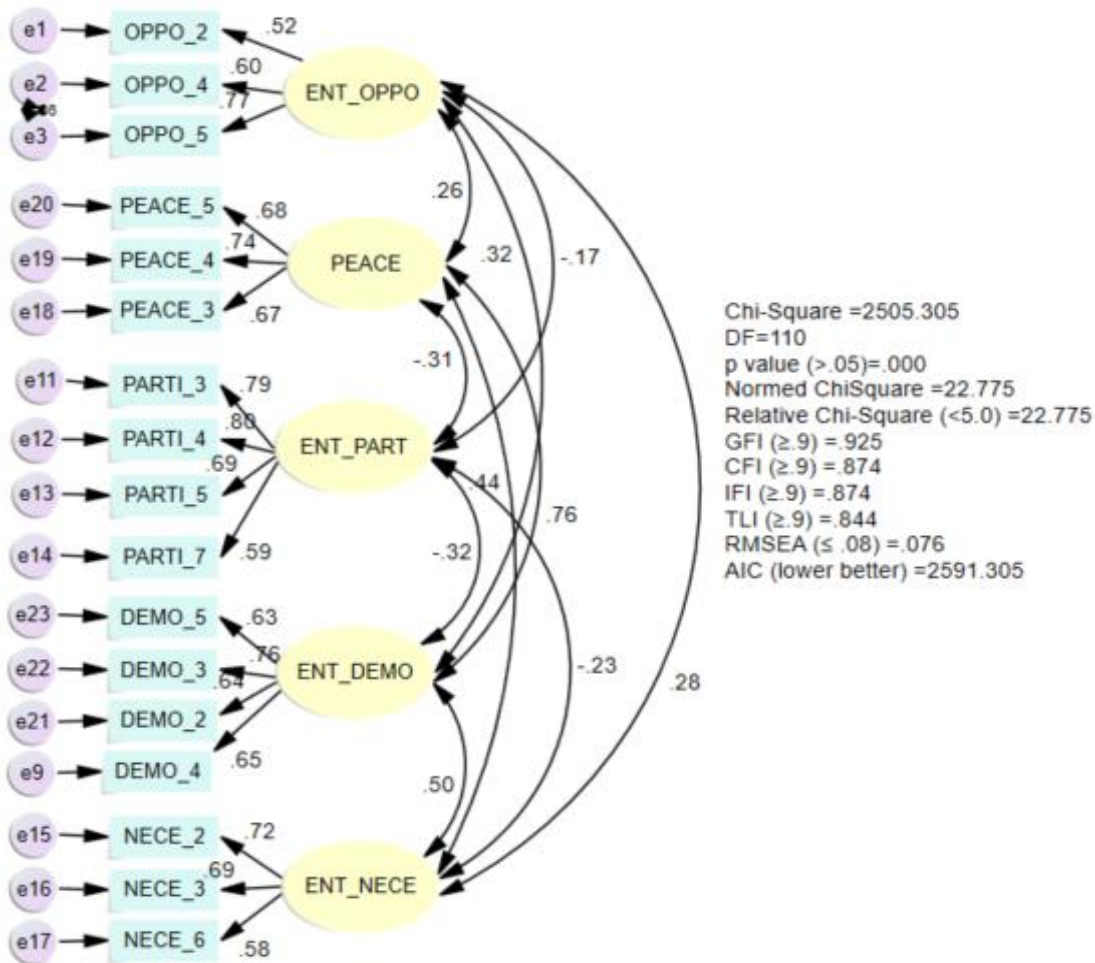 e1 OPPO_2 .52
e2 OPPO_4 .60 ENT_OPPO
.77
e3 OPPO_5
.26
e20 PEACE_5 .68
e19 PEACE_4 .74 PEACE .32 -.17
e18 PEACE_3 .67
Chi-Square =2505.305
DF=110
p value (>.05)=.000
Normed ChiSquare =22.775
Relative Chi-Square (<5.0) =22.775
GFI (≥.9) =.925
CFI (≥.9) =.874
IFI (≥.9) =.874
TLI (≥.9) =.844
RMSEA (≤ .08) =.076
AIC (lower better) =2591.305
-.31
e11 PARTI_3 .79
e12 PARTI_4 .80 ENT_PART
e13 PARTI_5 .69 .44
.76
e14 PARTI_7 .59 -.32
e23 DEMO_5 .63
e22 DEMO_3 .76 ENT_DEMO -.23 .28
.64
e21 DEMO_2
e9 DEMO_4 .65
.50
e15 NECE_2 .72
e16 NECE_3 .69 ENT_NECE
e17 NECE_6 .58